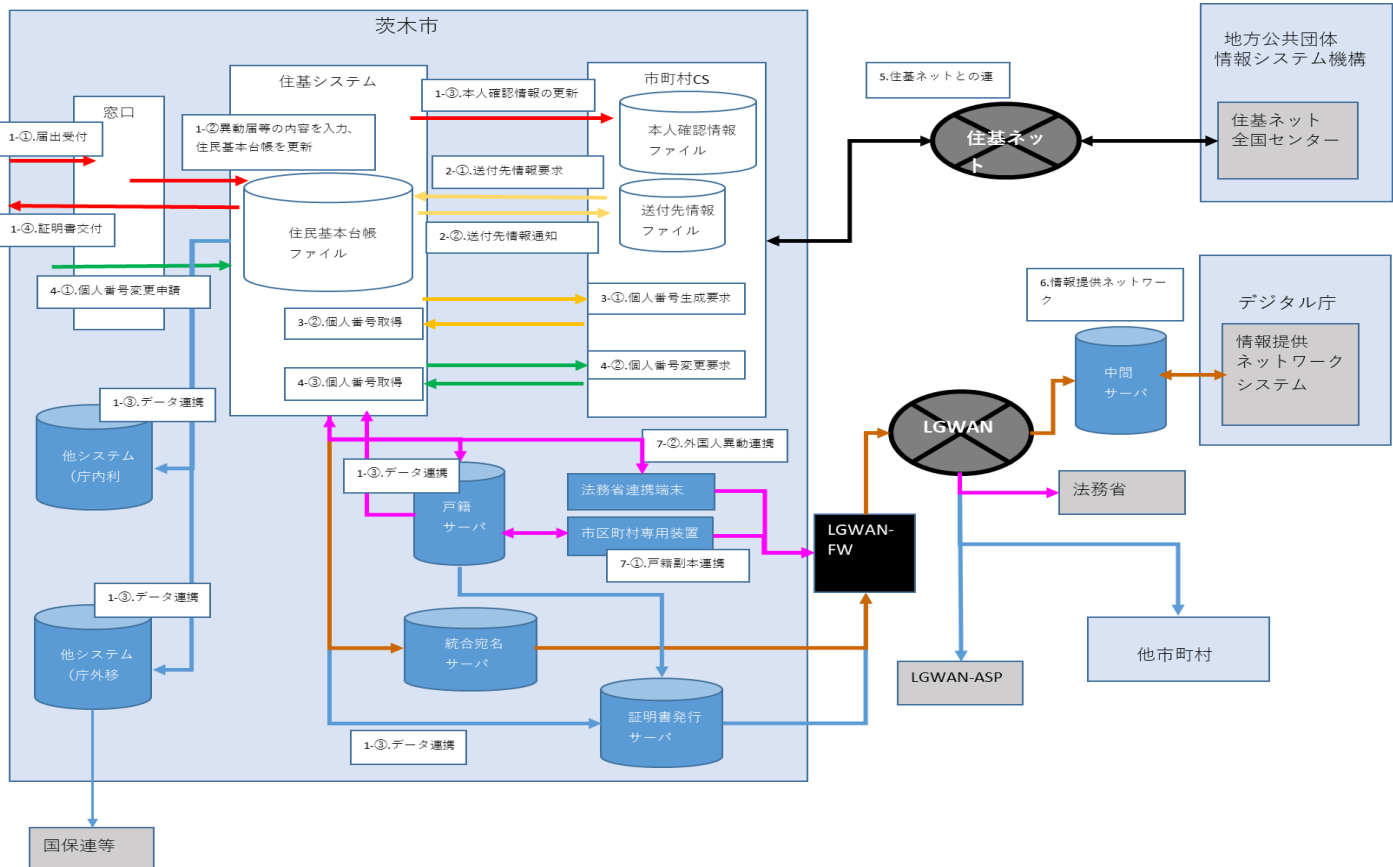 茨木市
窓口
1-①.届出受付
1-④.証明書交付
4-①.個人番号変更申請
住基システム
1-②異動届等の内容を入力、
住民基本台帳を更新
住民基本台帳
ファイル
3-②.個人番号取得
4-③.個人番号取得
1-③.本人確認情報の更新
2-①.送付先情報要求
2-②.送付先情報通知
市町村CS
本人確認情報
ファイル
送付先情報
ファイル
3-①.個人番号生成要求
4-②.個人番号変更要求
5.住基ネットとの連
住基ネッ
ト
地方公共団体
情報システム機構
住基ネット
全国センター
6.情報提供ネットワー
ク
中間
サーバ
デジタル庁
情報提供
ネットワーク
システム
1-③.データ連携
他システム
（庁内利
1-③.データ連携
他システム
（庁外移
国保連等
1-③.データ連携
戸籍
サーバ
7-②.外国人異動連携
法務省連携端末
市区町村専用装置
7-①.戸籍副本連携
統合宛名
サーバ
証明書発行
サーバ
1-③.データ連携
LGWAN-
FW
LGWAN
法務省
LGWAN-ASP
他市町村